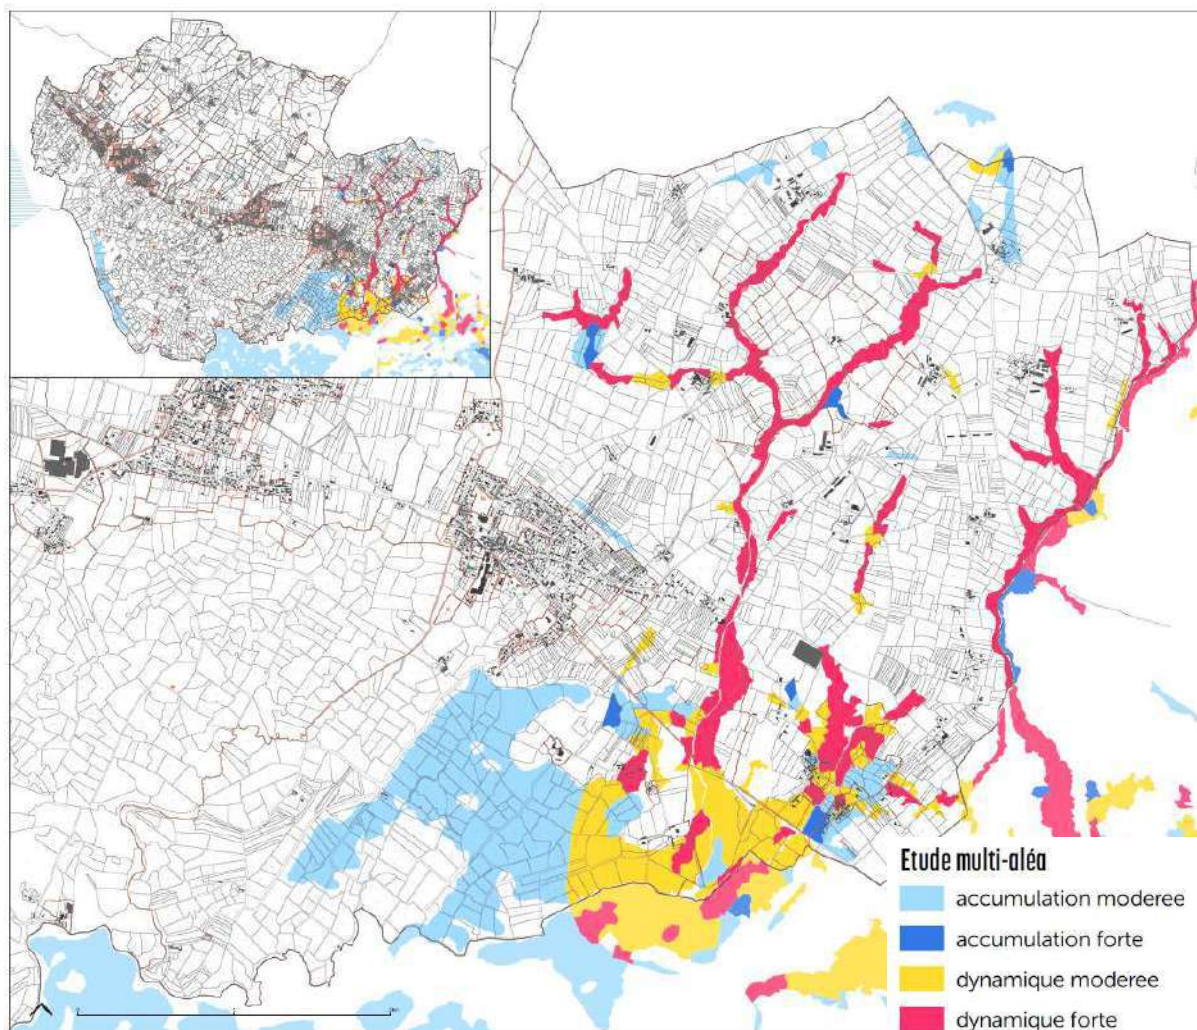 Etude multi-aléa
accumulation moderee
accumulation forte
dynamique moderee
dynamique forte